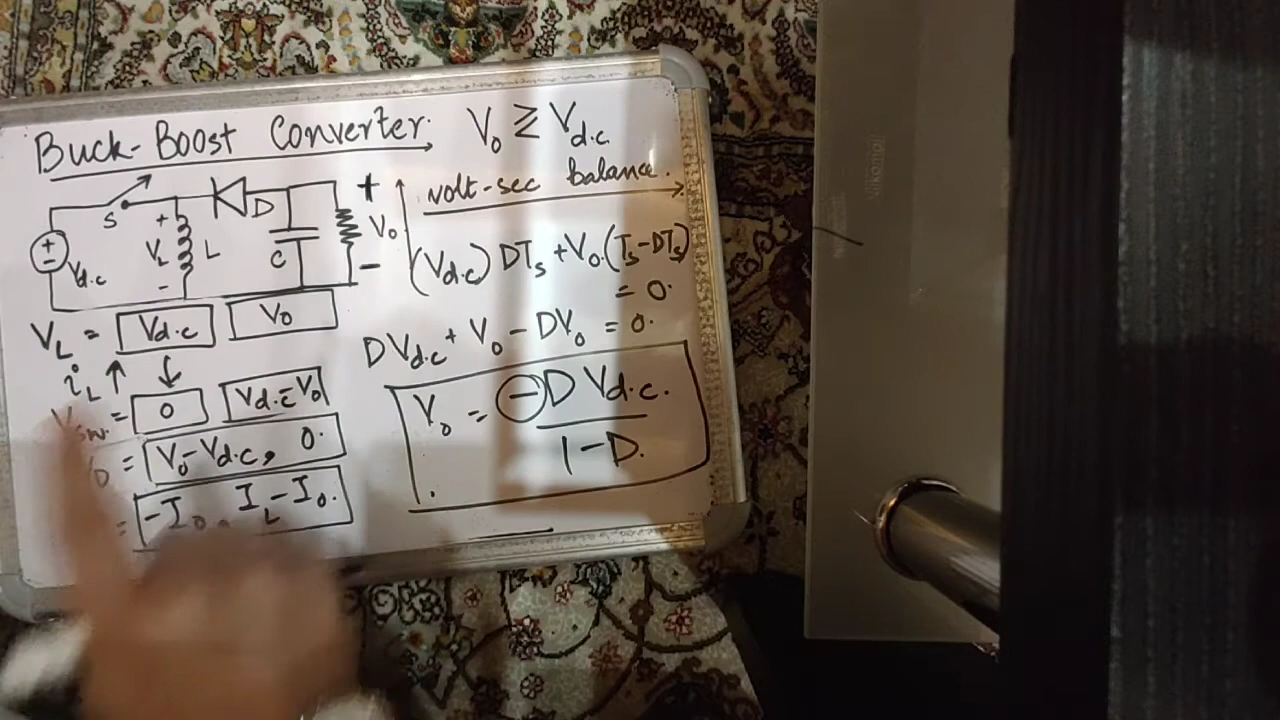 Buck-Boost Converter. V₀ ≷ Vd.c
volt-sec balance.
S
D
+
V₀
−
+
VL
−
L
C
±
Vd.c
(Vd.c) DTs + V₀.(Ts-DTs)
= 0.
DVd.c + V₀ - DV₀ = 0.
V₀ = -D Vd.c.
1-D.
VL = Vd.c V₀
iL ↑ ↓
Vsw. = 0 Vd.c-V₀
= V₀-Vd.c, 0.
= -I₀, IL-I₀.